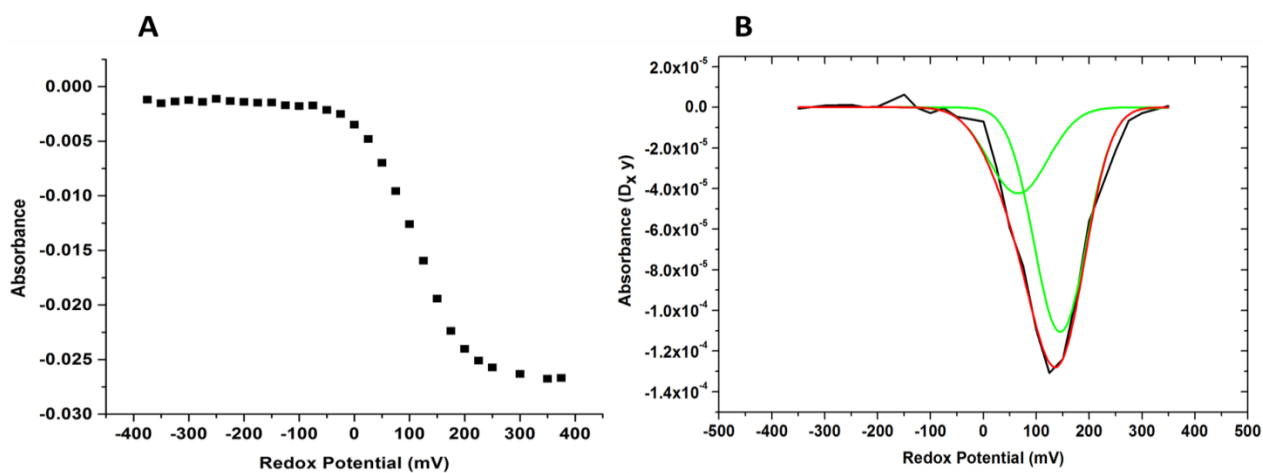 A
Absorbance
0.000
-0.005
-0.010
-0.015
-0.020
-0.025
-0.030
-400 -300 -200 -100 0 100 200 300 400
Redox Potential (mV)
B
Absorbance (Dₓ y)
2.0x10⁻⁵
0.0
-2.0x10⁻⁵
-4.0x10⁻⁵
-6.0x10⁻⁵
-8.0x10⁻⁵
-1.0x10⁻⁴
-1.2x10⁻⁴
-1.4x10⁻⁴
-500 -400 -300 -200 -100 0 100 200 300 400 500
Redox Potential (mV)